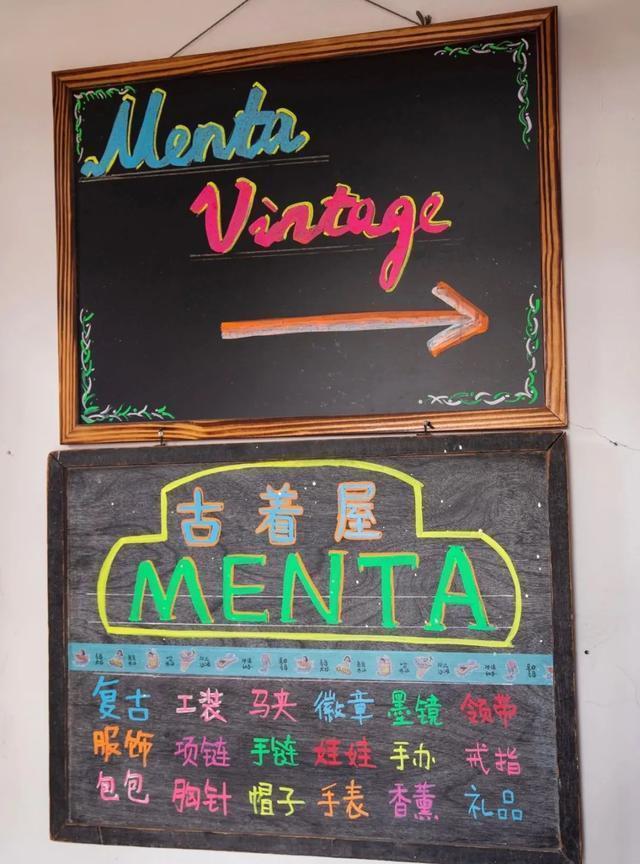 Menta
Vintage
古着屋
MENTA
复古 工装 马夹 徽章 墨镜 领带
服饰 项链 手链 娃娃 手办 戒指
包包 胸针 帽子 手表 香薰 礼品